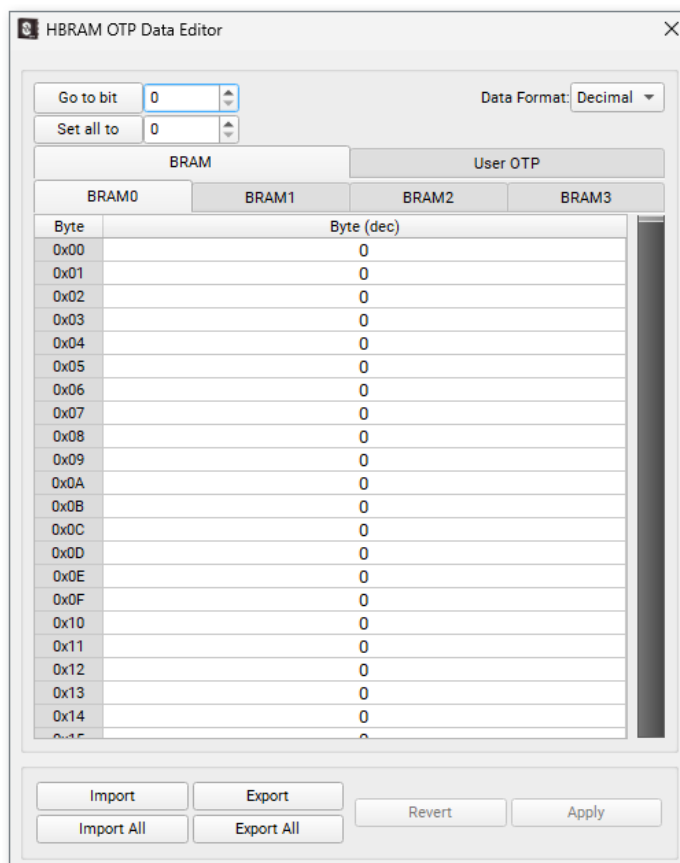 HBRAM OTP Data Editor
Go to bit 0 Data Format: Decimal
Set all to 0
BRAM User OTP
BRAM0 BRAM1 BRAM2 BRAM3
Byte Byte (dec)
0x00 0
0x01 0
0x02 0
0x03 0
0x04 0
0x05 0
0x06 0
0x07 0
0x08 0
0x09 0
0x0A 0
0x0B 0
0x0C 0
0x0D 0
0x0E 0
0x0F 0
0x10 0
0x11 0
0x12 0
0x13 0
0x14 0
Import Export Revert Apply
Import All Export All